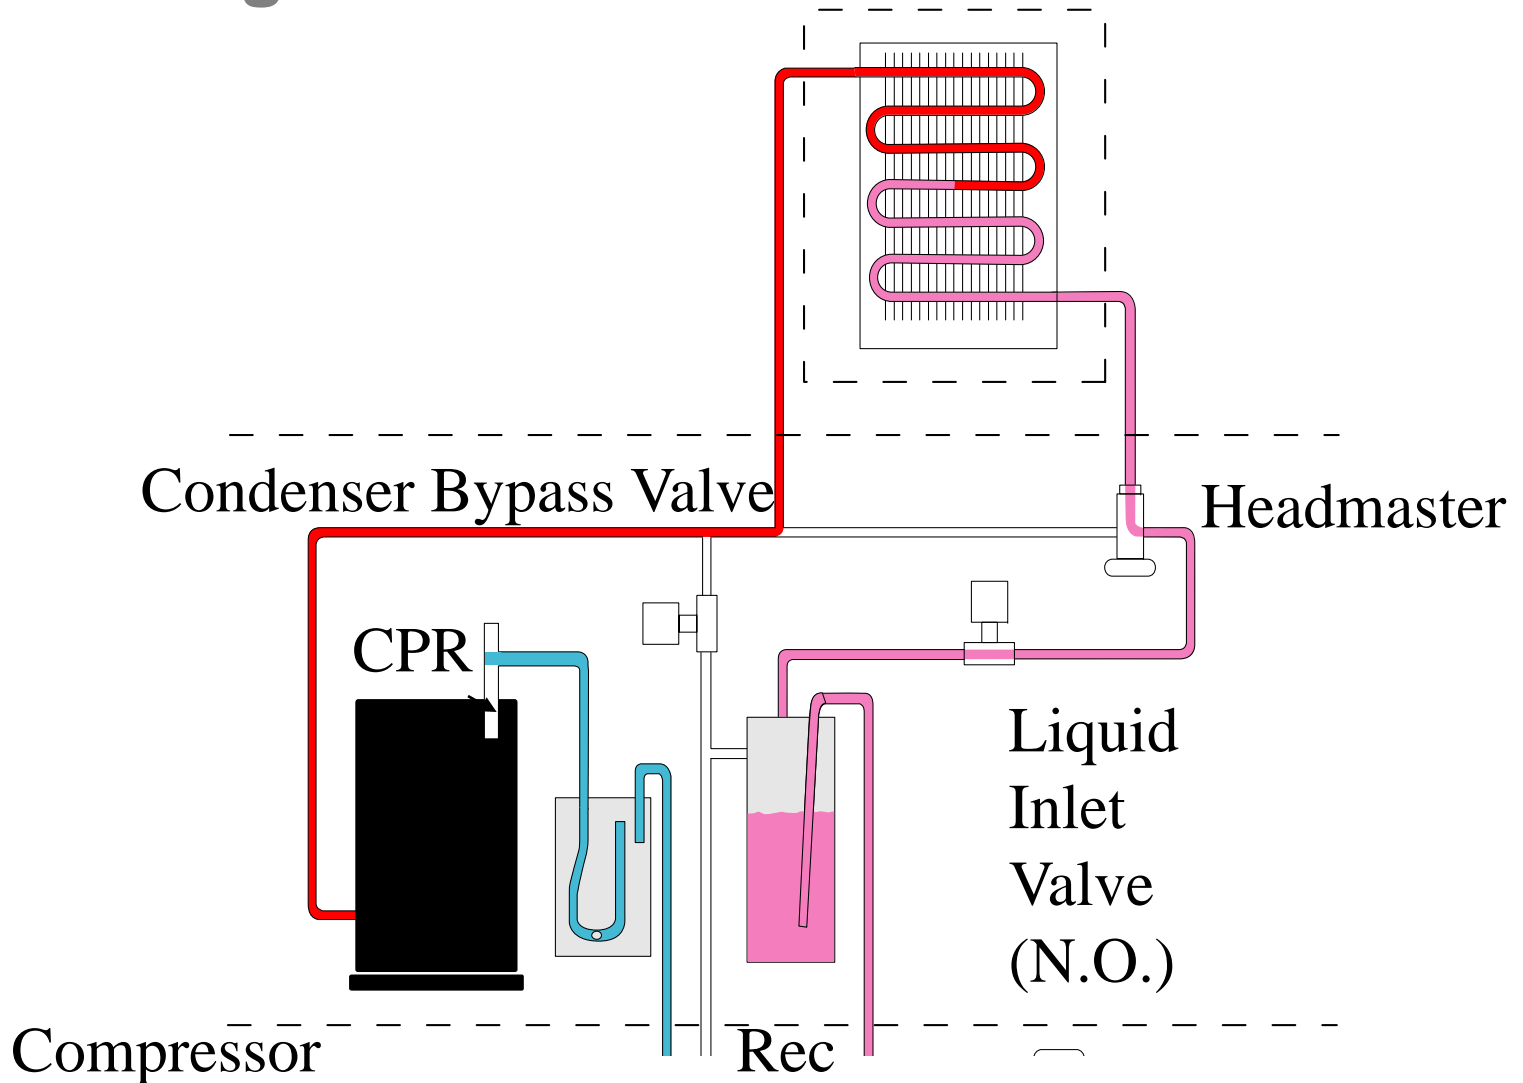 Condenser Bypass Valve
Headmaster
CPR
Liquid
Inlet
Valve
(N.O.)
Compressor
Rec